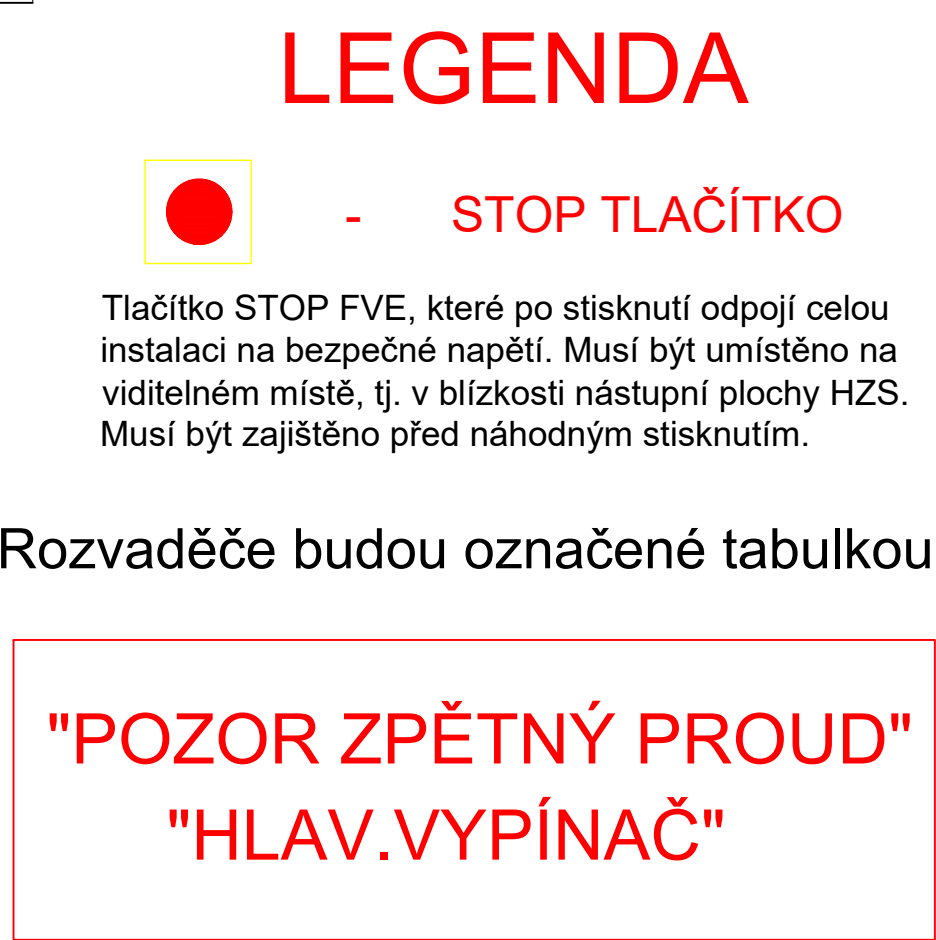 LEGENDA
- STOP TLAČÍTKO
Tlačítko STOP FVE, které po stisknutí odpojí celou
instalaci na bezpečné napětí. Musí být umístěno na
viditelném místě, tj. v blízkosti nástupní plochy HZS.
Musí být zajištěno před náhodným stisknutím.
Rozvaděče budou označené tabulkou
"POZOR ZPĚTNÝ PROUD"
"HLAV.VYPÍNAČ"